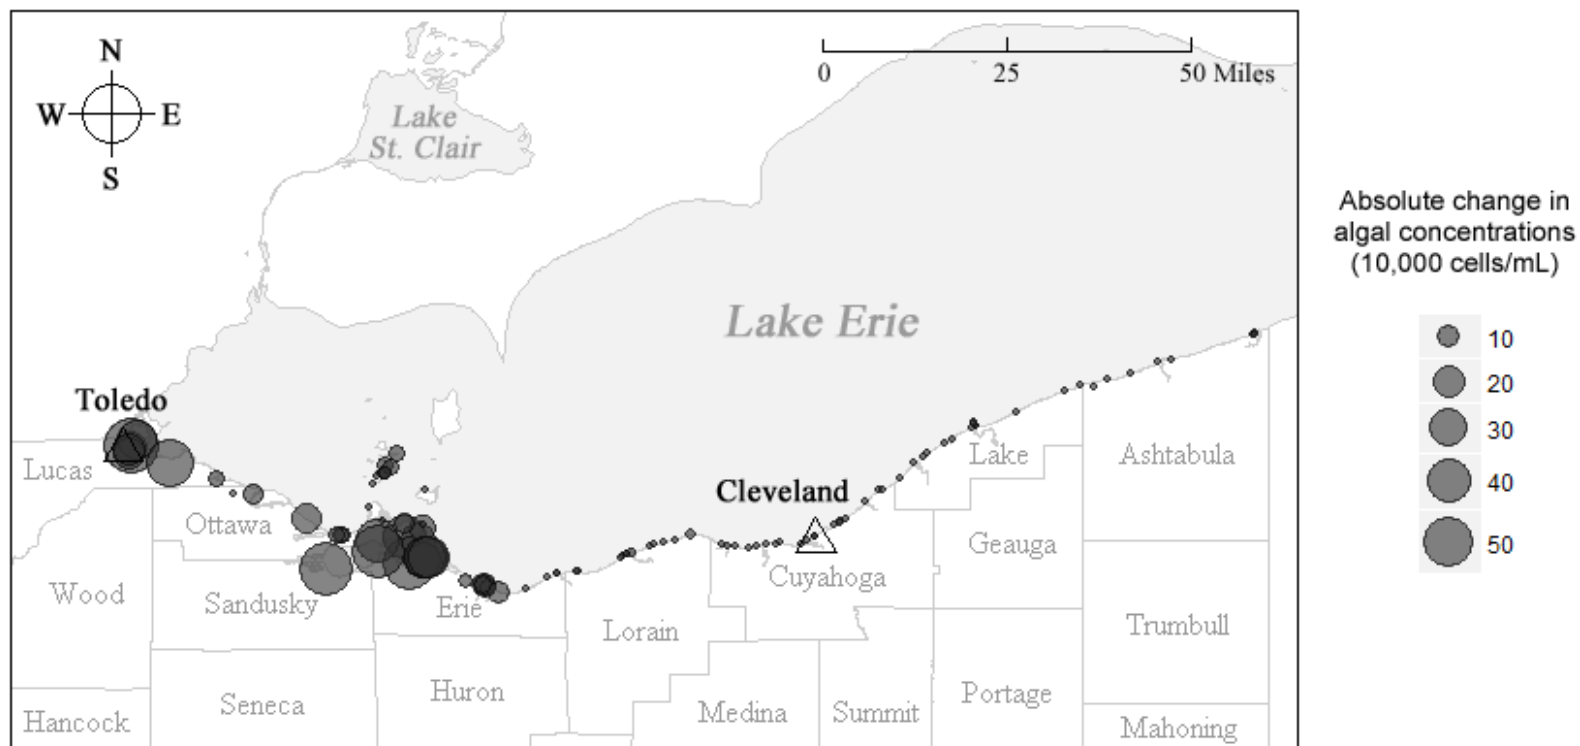 N
W E
S
Lake
St. Clair
0 25 50 Miles
Absolute change in
algal concentrations
(10,000 cells/mL)
10
20
30
40
50
Lake Erie
Toledo
Cleveland
Lucas
Lake
Ashtabula
Ottawa
Geauga
Cuyahoga
Wood
Sandusky
Erie
Lorain
Trumbull
Seneca
Huron
Medina
Summit
Portage
Hancock
Mahoning